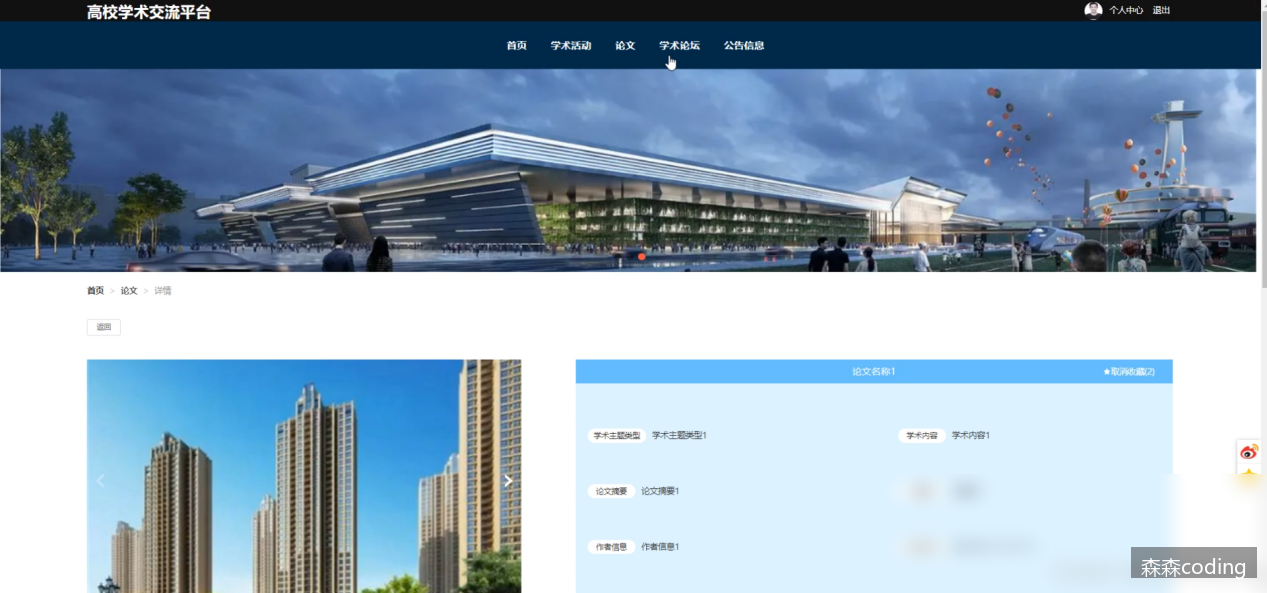 高校学术交流平台
个人中心 退出
首页 学术活动 论文 学术论坛 公告信息
首页 > 论文 > 详情
返回
论文名称1
★取消收藏(2)
学术主题类型 学术主题类型1
学术内容 学术内容1
论文摘要 论文摘要1
作者信息 作者信息1
森森coding